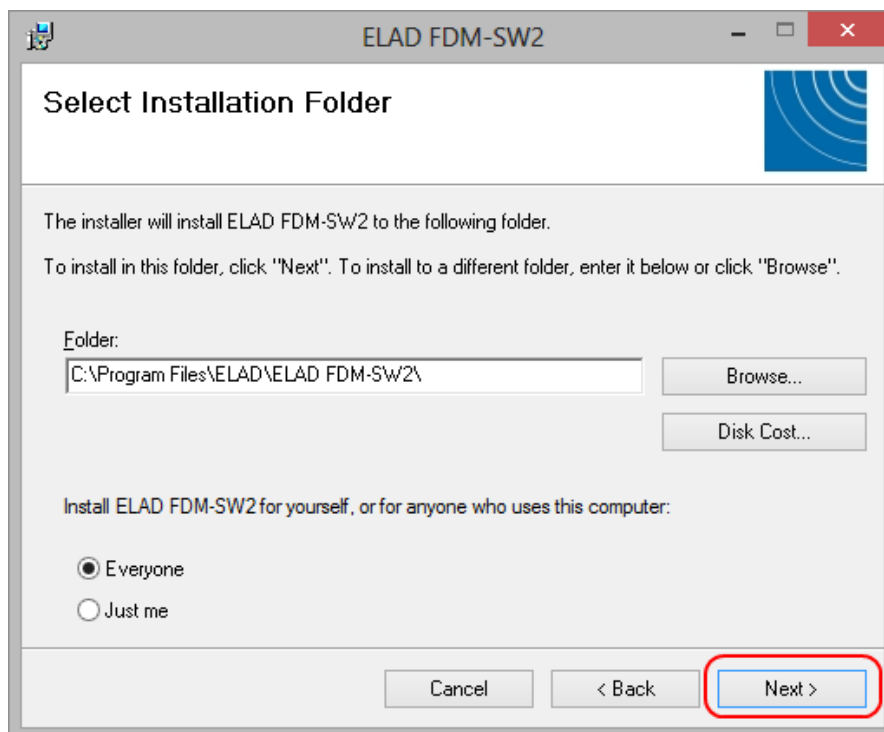 ELAD FDM-SW2
Select Installation Folder
The installer will install ELAD FDM-SW2 to the following folder.
To install in this folder, click "Next". To install to a different folder, enter it below or click "Browse".
Folder:
C:\Program Files\ELAD\ELAD FDM-SW2\
Browse...
Disk Cost...
Install ELAD FDM-SW2 for yourself, or for anyone who uses this computer:
Everyone
Just me
Cancel
< Back
Next >